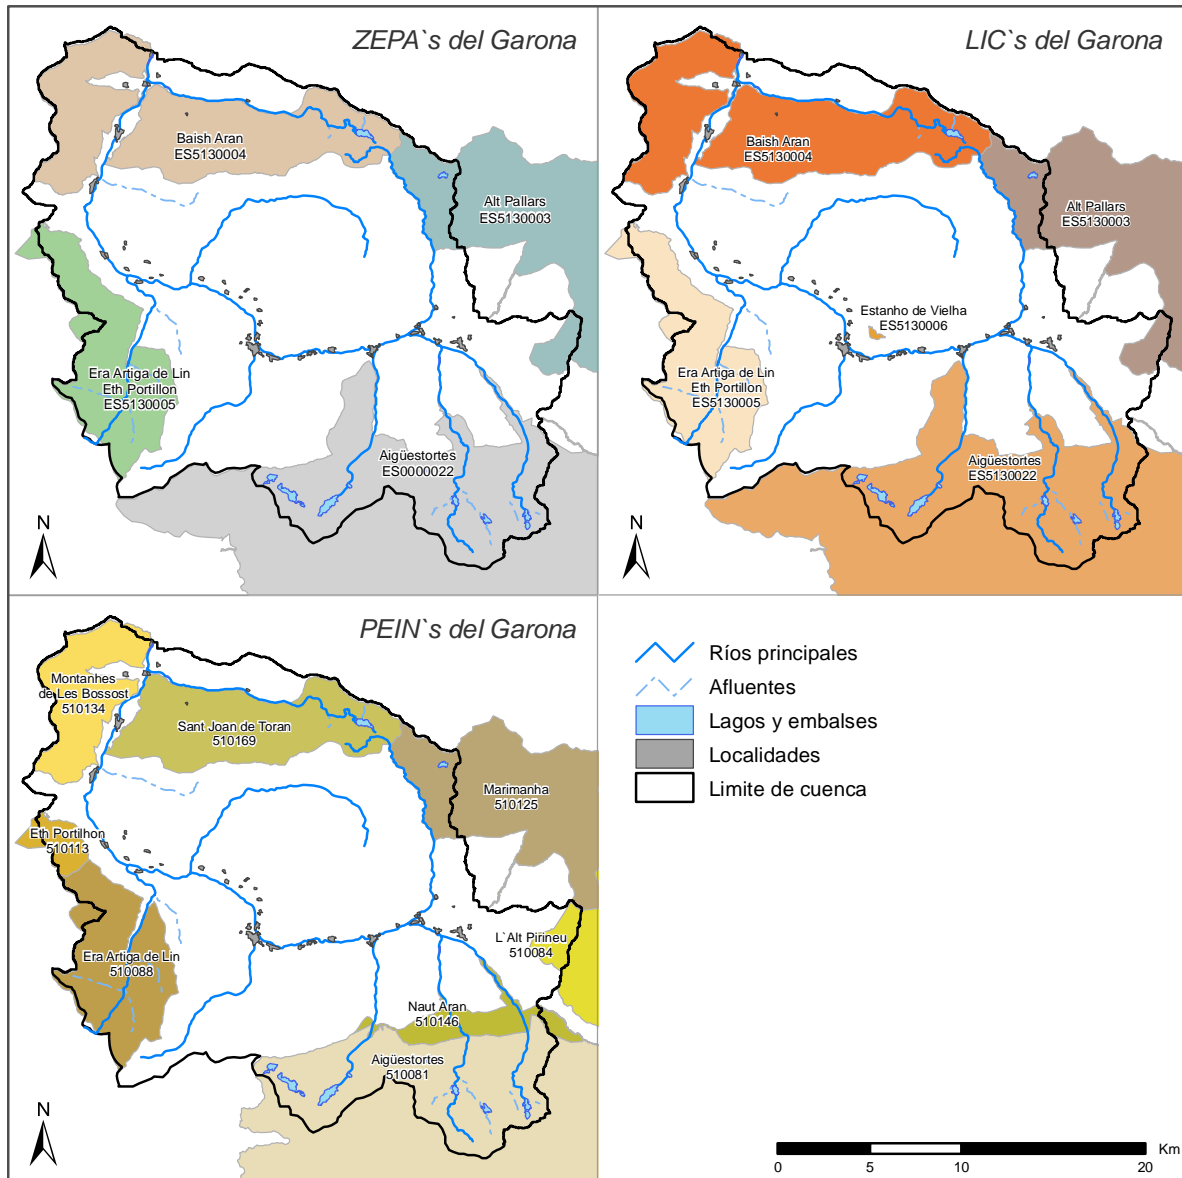 ZEPA`s del Garona
Baish Aran
ES5130004
Alt Pallars
ES5130003
Era Artiga de Lin
Eth Portillon
ES5130005
Aigüestortes
ES0000022
N
LIC`s del Garona
Baish Aran
ES5130004
Alt Pallars
ES5130003
Estanho de Vielha
ES5130006
Era Artiga de Lin
Eth Portillon
ES5130005
Aigüestortes
ES5130022
N
PEIN`s del Garona
Montanhes
de Les Bossost
510134
Sant Joan de Toran
510169
Marimanha
510125
Eth Portilhon
510113
L`Alt Pirineu
510084
Era Artiga de Lin
510088
Naut Aran
510146
Aigüestortes
510081
N
Ríos principales
Afluentes
Lagos y embalses
Localidades
Limite de cuenca
Km
0 5 10 20